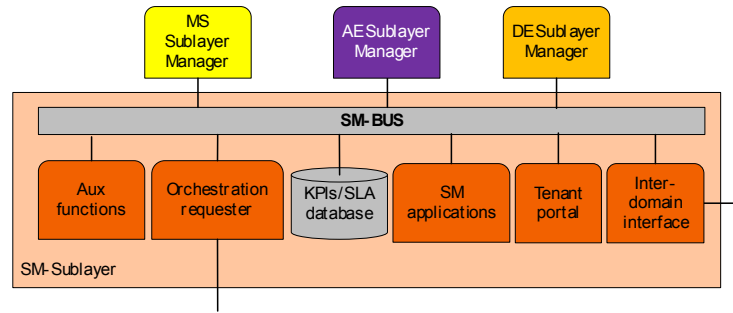 MS
Sublayer
Manager
AE Sublayer
Manager
DE Sublayer
Manager
SM-BUS
Aux
functions
Orchestration
requester
KPIs/SLA
database
SM
applications
Tenant
portal
Inter-
domain
interface
SM-Sublayer